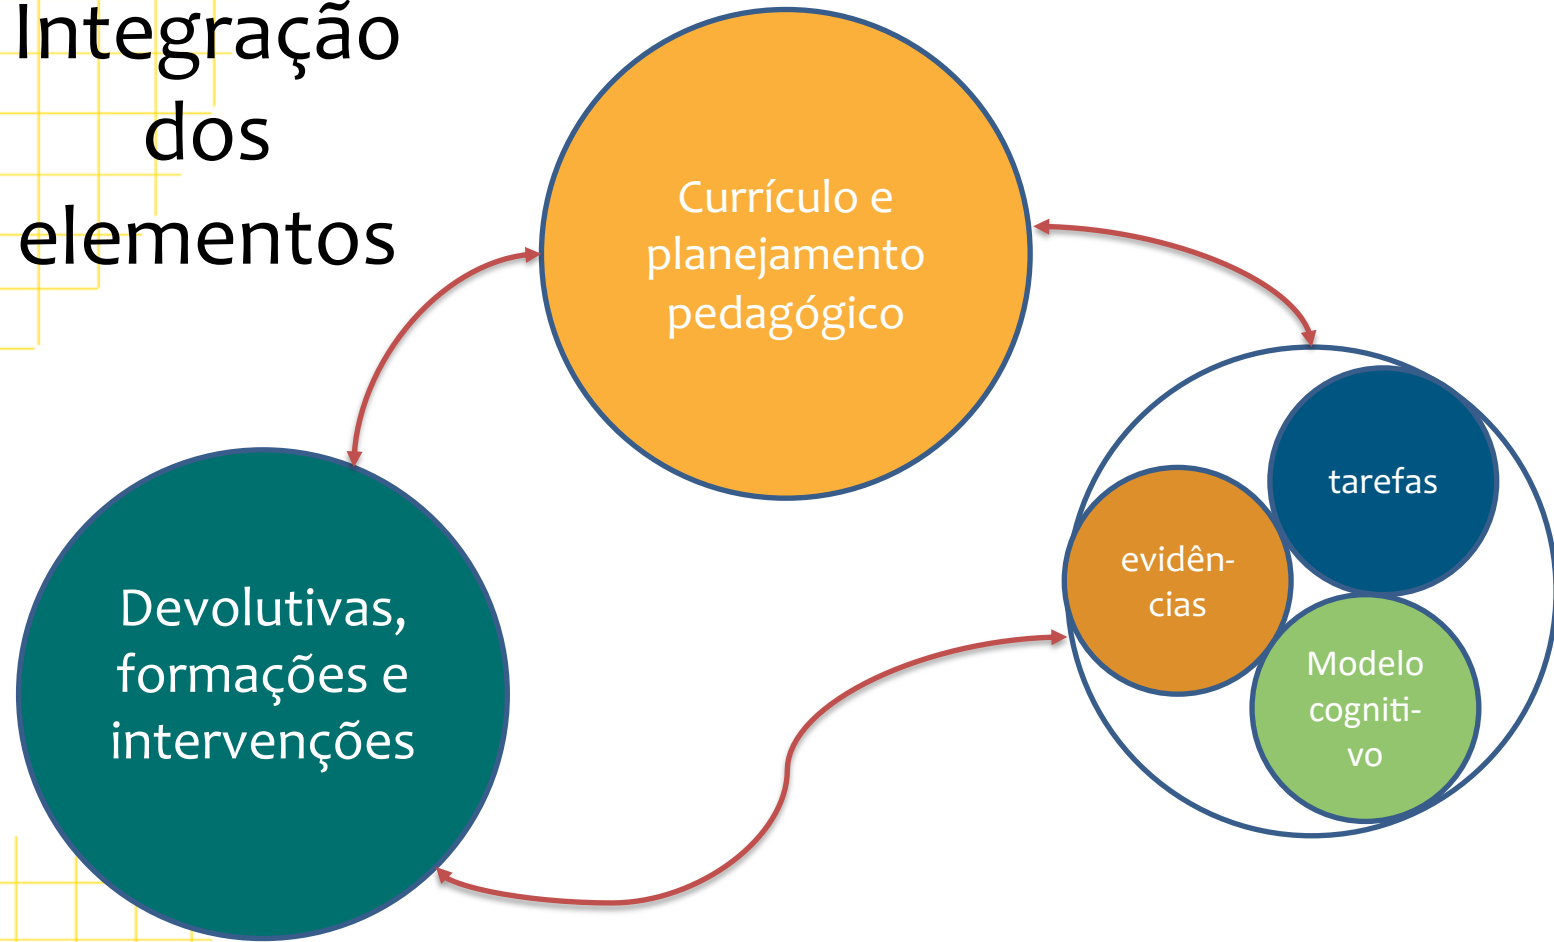 Integração
dos
elementos
Currículo e
planejamento
pedagógico
tarefas
evidên-
cias
Modelo
cogniti-
vo
Devolutivas,
formações e
intervenções